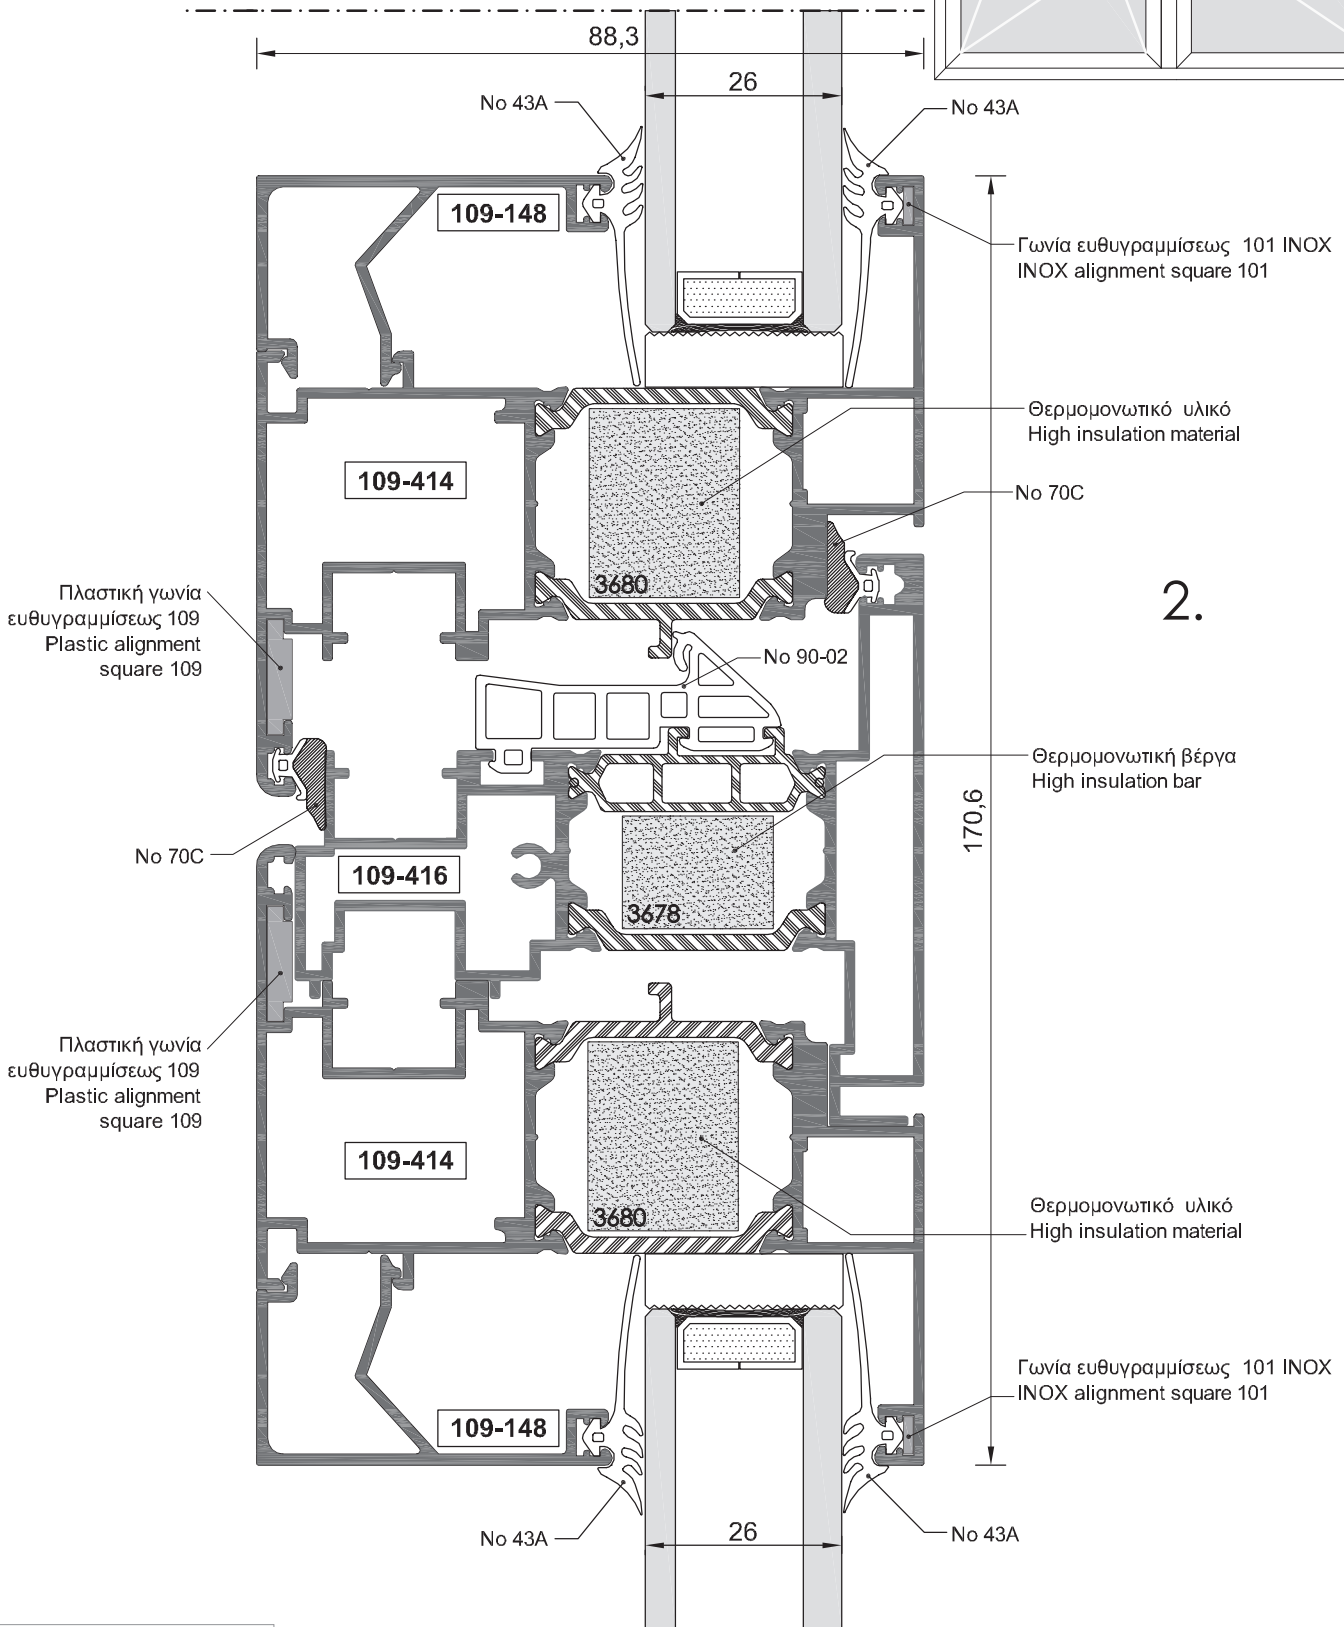 88,3
26
No 43A
No 43A
109-148
Γωνία ευθυγραμμίσεως 101 INOX
INOX alignment square 101
Θερμομονωτικό υλικό
High insulation material
109-414
No 70C
3680
2.
Πλαστική γωνία
ευθυγραμμίσεως 109
Plastic alignment
square 109
No 90-02
Θερμομονωτική βέργα
High insulation bar
170,6
No 70C
109-416
3678
Πλαστική γωνία
ευθυγραμμίσεως 109
Plastic alignment
square 109
109-414
3680
Θερμομονωτικό υλικό
High insulation material
Γωνία ευθυγραμμίσεως 101 INOX
INOX alignment square 101
109-148
No 43A
26
No 43A